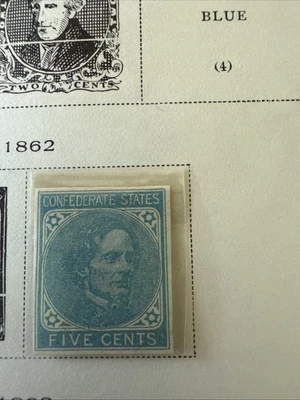 BLUE
(4)
TWO CENTS
1862
CONFEDERATE STATES
FIVE CENTS